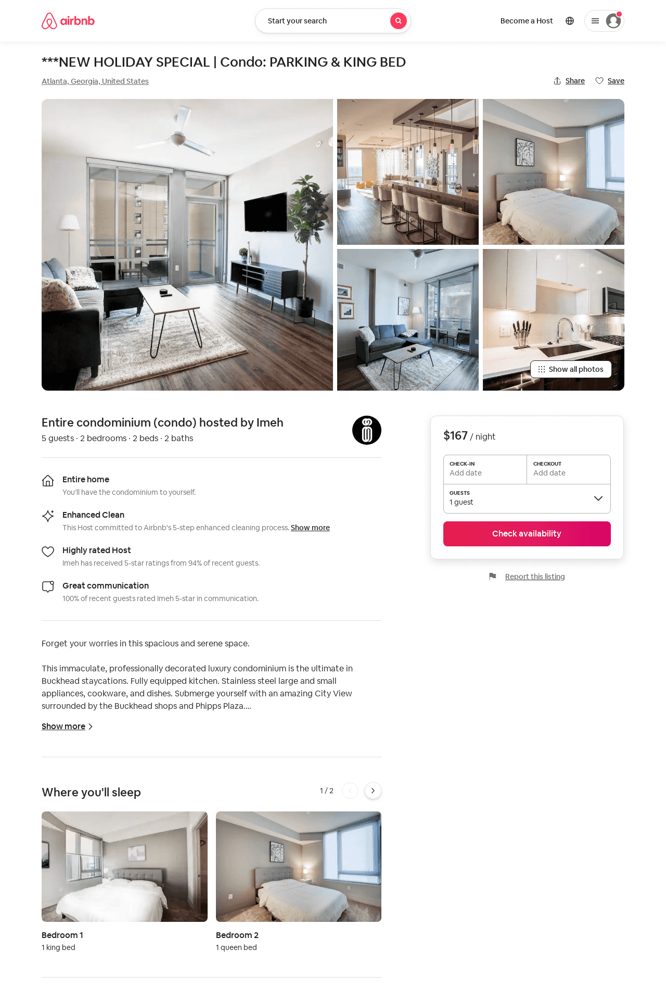 airbnb
Start your search
Become a Host
***NEW HOLIDAY SPECIAL | Condo: PARKING & KING BED
Atlanta, Georgia, United States
Share
Save
Show all photos
Entire condominium (condo) hosted by Imeh
5 guests · 2 bedrooms · 2 beds · 2 baths
Entire home
You’ll have the condominium to yourself.
Enhanced Clean
This Host committed to Airbnb's 5-step enhanced cleaning process. Show more
Highly rated Host
Imeh has received 5-star ratings from 94% of recent guests.
Great communication
100% of recent guests rated Imeh 5-star in communication.
$167 / night
CHECK-IN
Add date
CHECKOUT
Add date
GUESTS
1 guest
Check availability
Report this listing
Forget your worries in this spacious and serene space.
This immaculate, professionally decorated luxury condominium is the ultimate in
Buckhead staycations. Fully equipped kitchen. Stainless steel large and small
appliances, cookware, and dishes. Submerge yourself with an amazing City View
surrounded by the Buckhead shops and Phipps Plaza.…
Show more
Where you'll sleep
1 / 2
Bedroom 1
1 king bed
Bedroom 2
1 queen bed